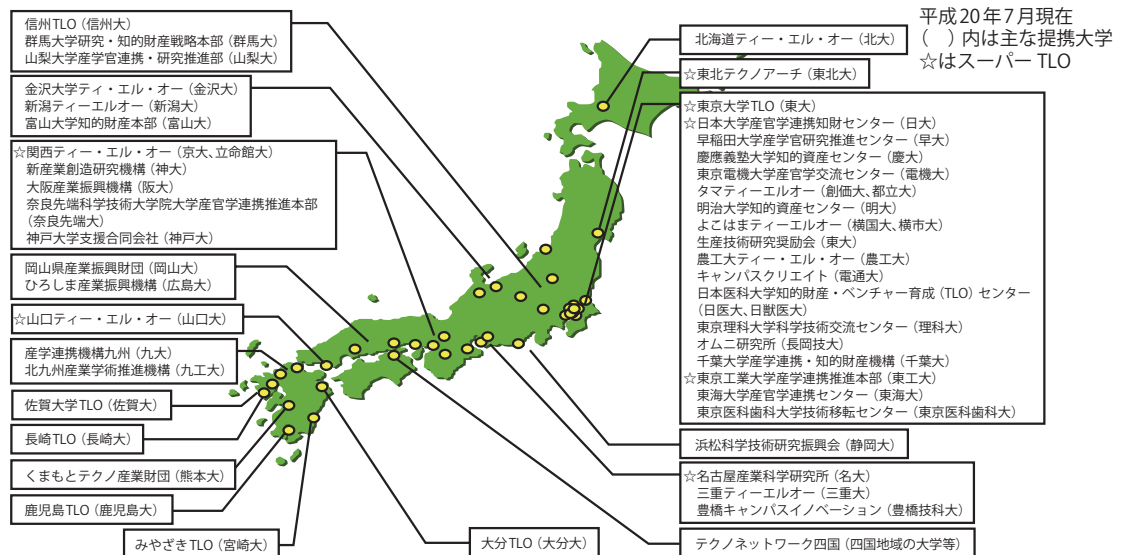 平成20年7月現在
（　）内は主な提携大学
☆はスーパーTLO
信州TLO（信州大）
群馬大学研究・知的財産戦略本部（群馬大）
山梨大学産学官連携・研究推進部（山梨大）
金沢大学ティ・エル・オー（金沢大）
新潟ティーエルオー（新潟大）
富山大学知的財産本部（富山大）
☆関西ティー・エル・オー（京大、立命館大）
新産業創造研究機構（神大）
大阪産業振興機構（阪大）
奈良先端科学技術大学院大学産官学連携推進本部
（奈良先端大）
神戸大学支援合同会社（神戸大）
岡山県産業振興財団（岡山大）
ひろしま産業振興機構（広島大）
☆山口ティー・エル・オー（山口大）
産学連携機構九州（九大）
北九州産業学術推進機構（九工大）
佐賀大学TLO（佐賀大）
長崎TLO（長崎大）
くまもとテクノ産業財団（熊本大）
鹿児島TLO（鹿児島大）
みやざきTLO（宮崎大）
大分TLO（大分大）
北海道ティー・エル・オー（北大）
☆東北テクノアーチ（東北大）
☆東京大学TLO（東大）
☆日本大学産官学連携知財センター（日大）
早稲田大学産学官研究推進センター（早大）
慶應義塾大学知的資産センター（慶大）
東京電機大学産官学交流センター（電機大）
タマティーエルオー（創価大、都立大）
明治大学知的資産センター（明大）
よこはまティーエルオー（横国大、横市大）
生産技術研究奨励会（東大）
農工大ティー・エル・オー（農工大）
キャンパスクリエイト（電通大）
日本医科大学知的財産・ベンチャー育成（TLO）センター
（日医大、日獣医大）
東京理科大学科学技術交流センター（理科大）
オムニ研究所（長岡技大）
千葉大学産学連携・知的財産機構（千葉大）
☆東京工業大学産学連携推進本部（東工大）
東海大学産官学連携センター（東海大）
東京医科歯科大学技術移転センター（東京医科歯科大）
浜松科学技術研究振興会（静岡大）
☆名古屋産業科学研究所（名大）
三重ティーエルオー（三重大）
豊橋キャンパスイノベーション（豊橋技科大）
テクノネットワーク四国（四国地域の大学等）